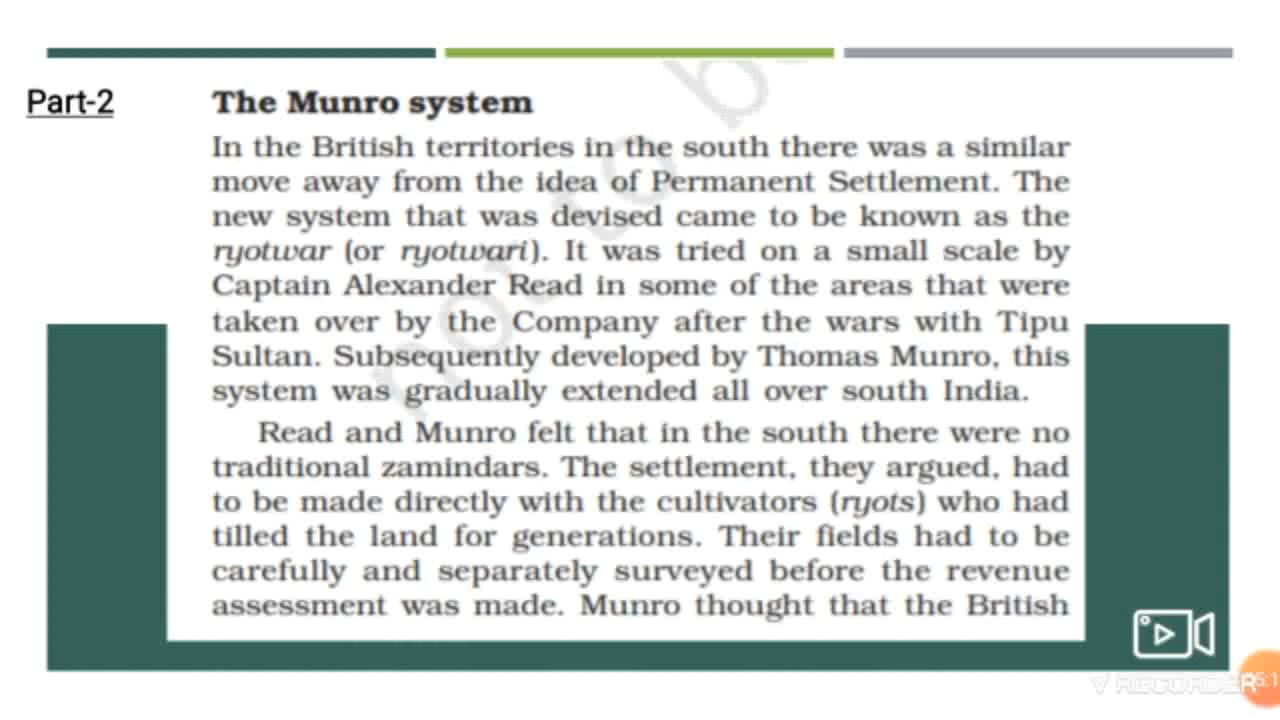 Part-2
The Munro system
In the British territories in the south there was a similar
move away from the idea of Permanent Settlement. The
new system that was devised came to be known as the
ryotwar (or ryotwari). It was tried on a small scale by
Captain Alexander Read in some of the areas that were
taken over by the Company after the wars with Tipu
Sultan. Subsequently developed by Thomas Munro, this
system was gradually extended all over south India.
Read and Munro felt that in the south there were no
traditional zamindars. The settlement, they argued, had
to be made directly with the cultivators (ryots) who had
tilled the land for generations. Their fields had to be
carefully and separately surveyed before the revenue
assessment was made. Munro thought that the British
not to be
V RECORDER